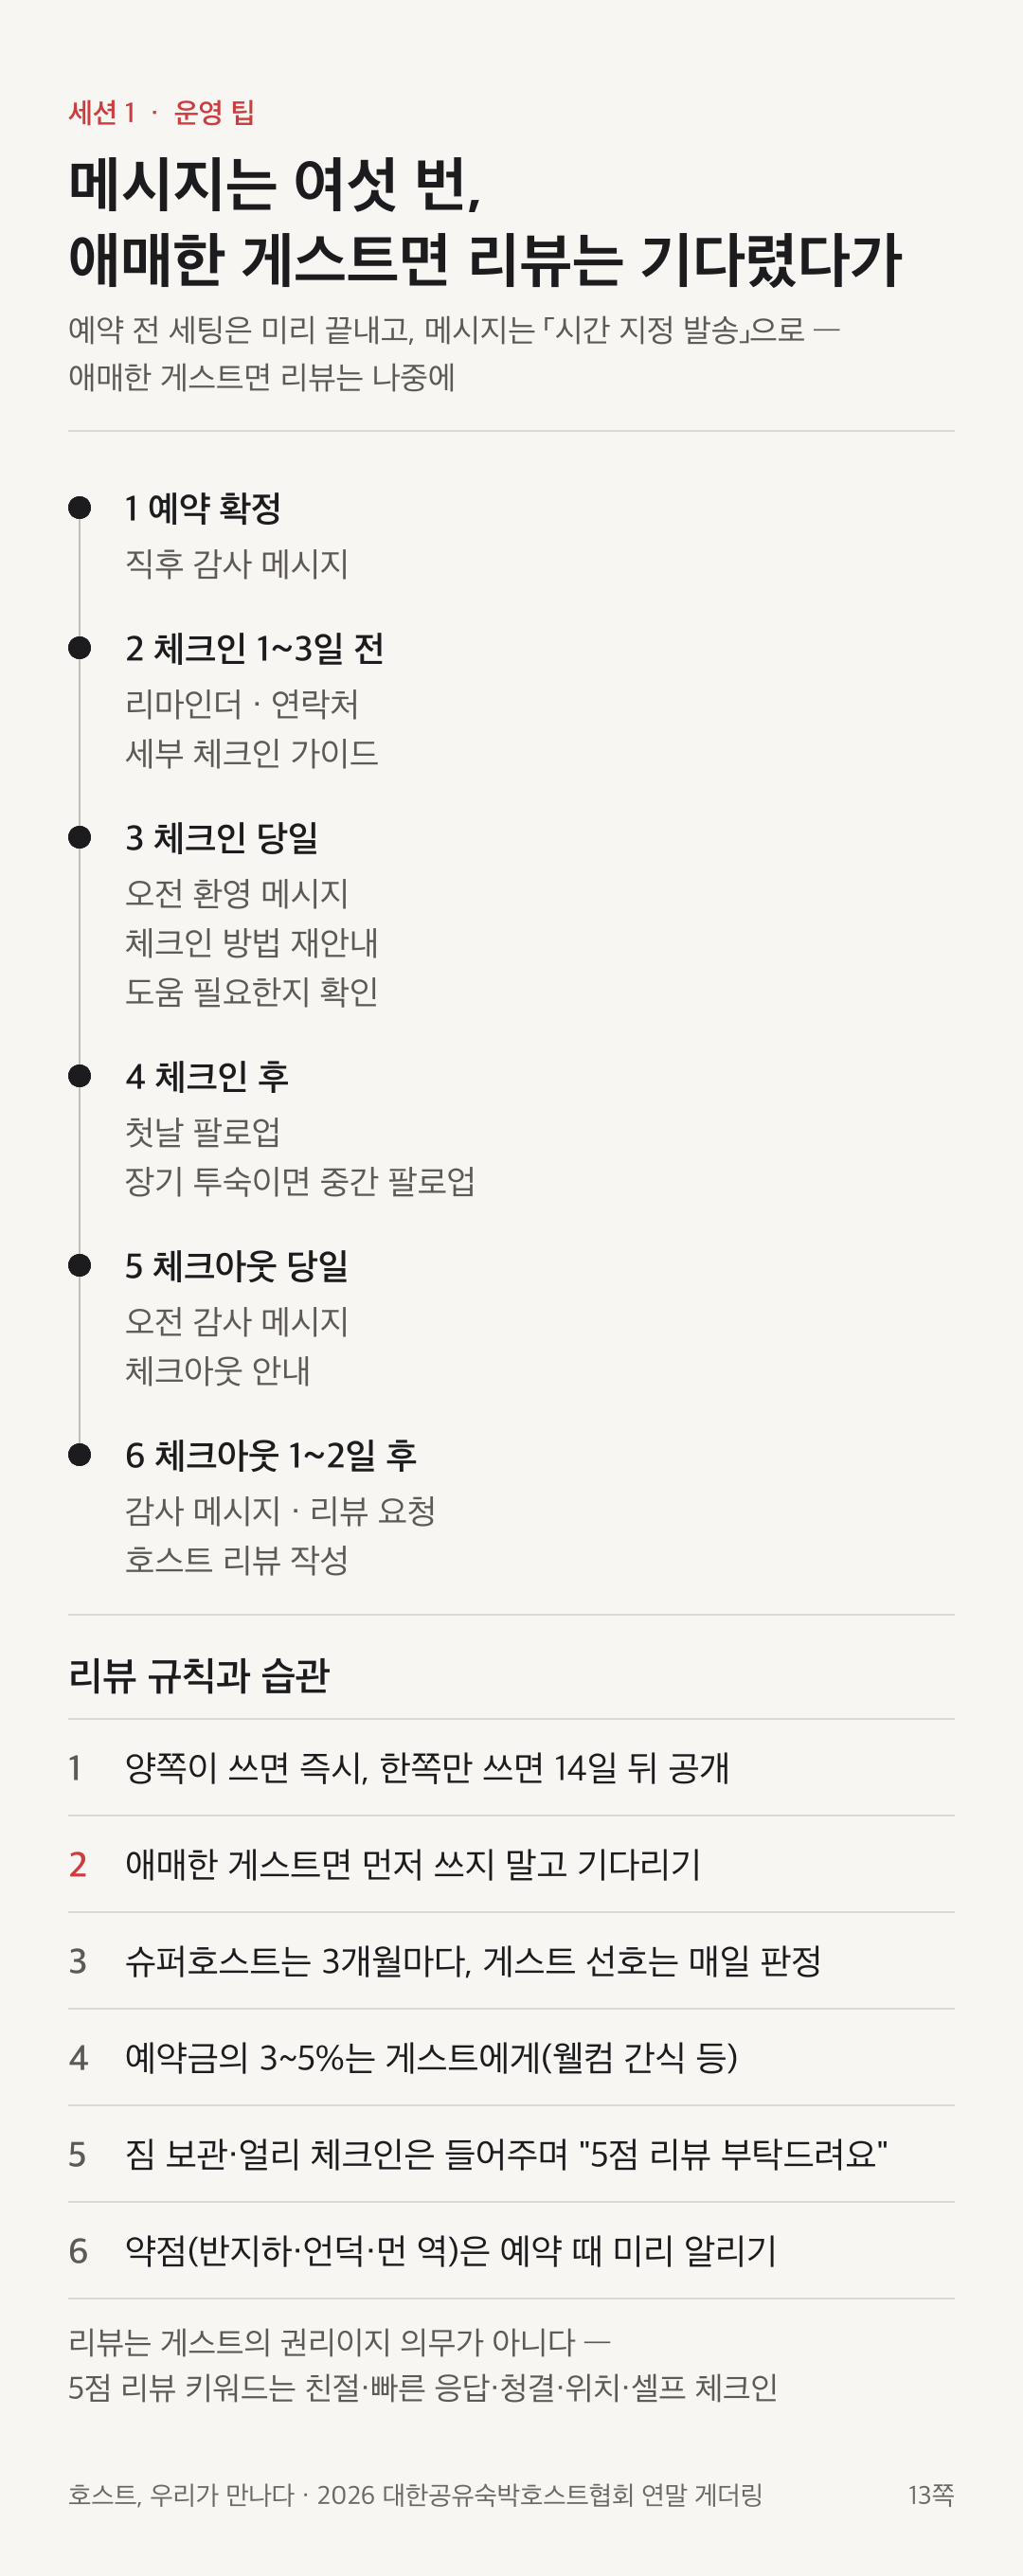 세션 1 · 운영 팁
메시지는 여섯 번,
애매한 게스트면 리뷰는 기다렸다가
예약 전 세팅은 미리 끝내고, 메시지는 「시간 지정 발송」으로 —
애매한 게스트면 리뷰는 나중에
1 예약 확정
직후 감사 메시지
2 체크인 1~3일 전
리마인더 · 연락처
세부 체크인 가이드
3 체크인 당일
오전 환영 메시지
체크인 방법 재안내
도움 필요한지 확인
4 체크인 후
첫날 팔로업
장기 투숙이면 중간 팔로업
5 체크아웃 당일
오전 감사 메시지
체크아웃 안내
6 체크아웃 1~2일 후
감사 메시지 · 리뷰 요청
호스트 리뷰 작성
리뷰 규칙과 습관
1 양쪽이 쓰면 즉시, 한쪽만 쓰면 14일 뒤 공개
2 애매한 게스트면 먼저 쓰지 말고 기다리기
3 슈퍼호스트는 3개월마다, 게스트 선호는 매일 판정
4 예약금의 3~5%는 게스트에게(웰컴 간식 등)
5 짐 보관·얼리 체크인은 들어주며 "5점 리뷰 부탁드려요"
6 약점(반지하·언덕·먼 역)은 예약 때 미리 알리기
리뷰는 게스트의 권리이지 의무가 아니다 —
5점 리뷰 키워드는 친절·빠른 응답·청결·위치·셀프 체크인
호스트, 우리가 만나다 · 2026 대한공유숙박호스트협회 연말 게더링 13쪽